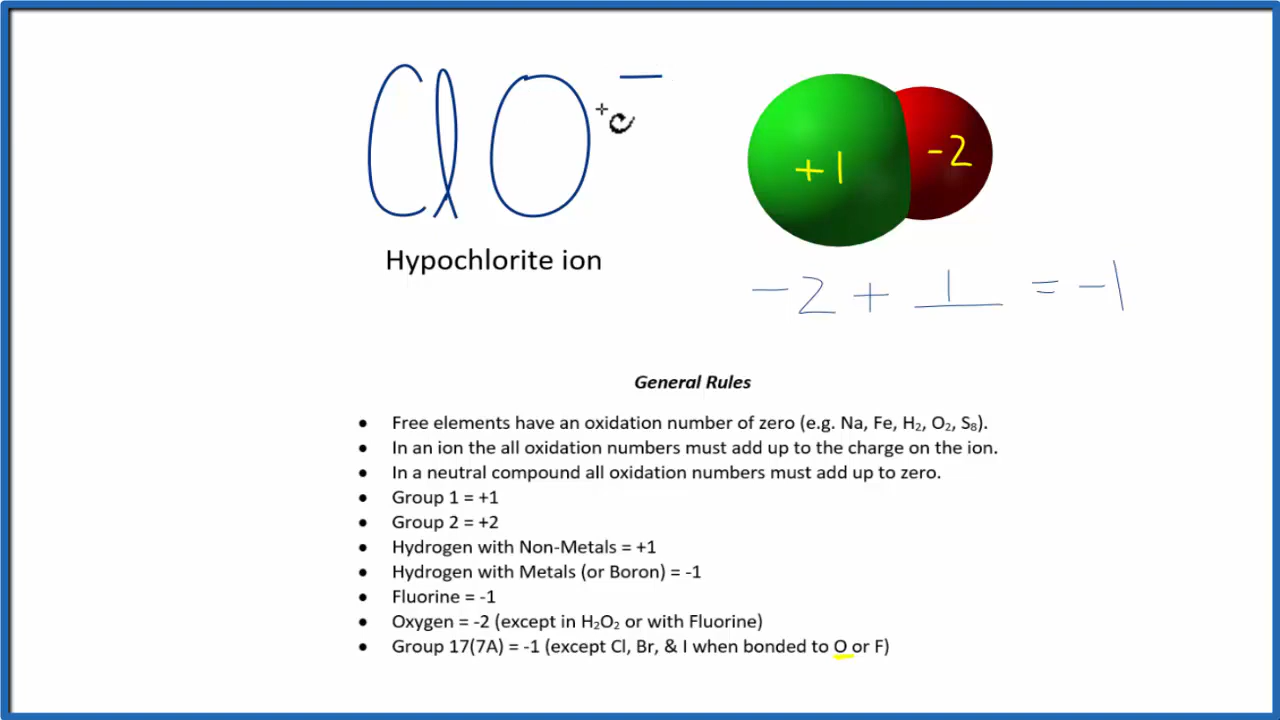 ClO⁻
+1 -2
Hypochlorite ion
-2 + 1 = -1
General Rules
• Free elements have an oxidation number of zero (e.g. Na, Fe, H₂, O₂, S₈).
• In an ion the all oxidation numbers must add up to the charge on the ion.
• In a neutral compound all oxidation numbers must add up to zero.
• Group 1 = +1
• Group 2 = +2
• Hydrogen with Non-Metals = +1
• Hydrogen with Metals (or Boron) = -1
• Fluorine = -1
• Oxygen = -2 (except in H₂O₂ or with Fluorine)
• Group 17(7A) = -1 (except Cl, Br, & I when bonded to O or F)